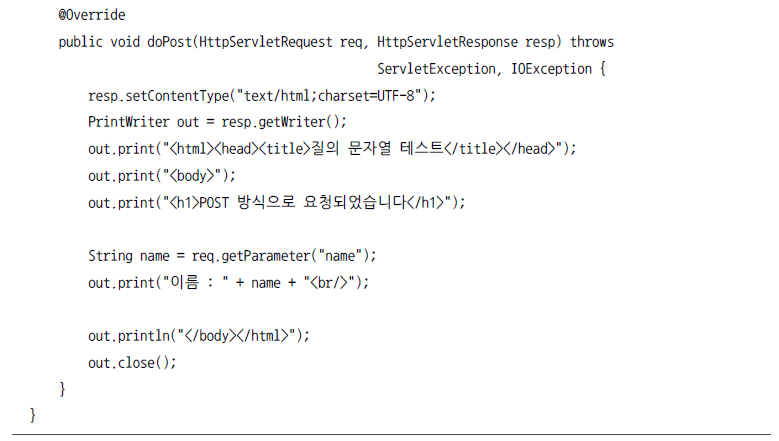 @Override
public void doPost(HttpServletRequest req, HttpServletResponse resp) throws
ServletException, IOException {
resp.setContentType("text/html;charset=UTF-8");
PrintWriter out = resp.getWriter();
out.print("<html><head><title>질의 문자열 테스트</title></head>");
out.print("<body>");
out.print("<h1>POST 방식으로 요청되었습니다</h1>");
String name = req.getParameter("name");
out.print("이름 : " + name + "<br/>");
out.println("</body></html>");
out.close();
}
}